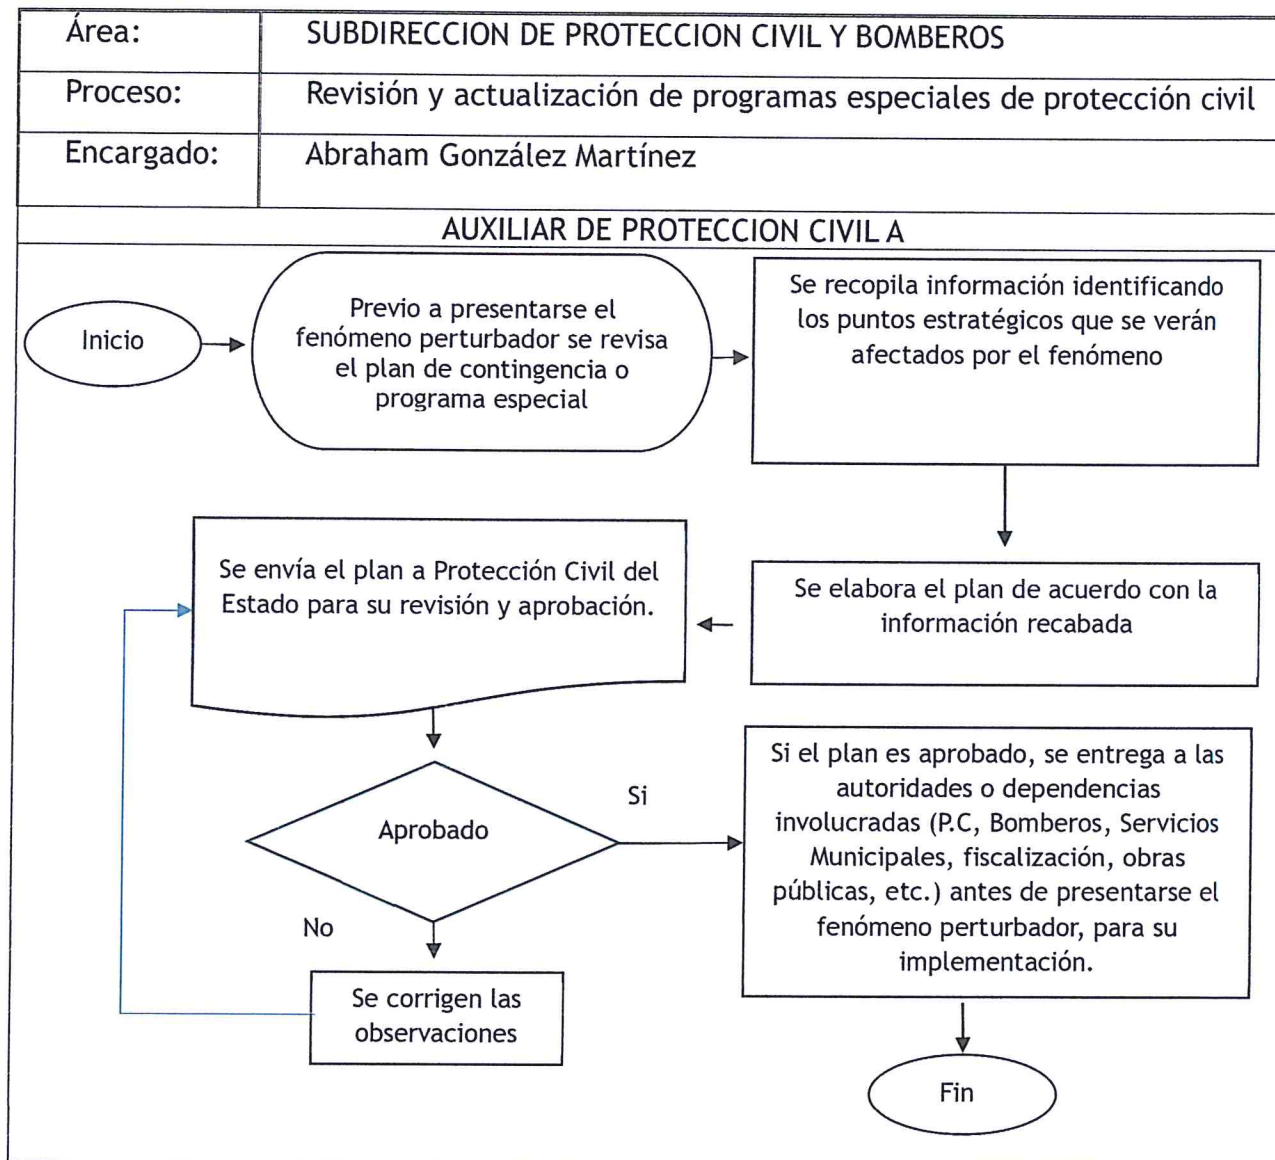 Área:
SUBDIRECCION DE PROTECCION CIVIL Y BOMBEROS
Proceso:
Revisión y actualización de programas especiales de protección civil
Encargado:
Abraham González Martínez
AUXILIAR DE PROTECCION CIVIL A
Inicio
Previo a presentarse el
fenómeno perturbador se revisa
el plan de contingencia o
programa especial
Se recopila información identificando
los puntos estratégicos que se verán
afectados por el fenómeno
Se elabora el plan de acuerdo con la
información recabada
Se envía el plan a Protección Civil del
Estado para su revisión y aprobación.
Aprobado
Si
No
Si el plan es aprobado, se entrega a las
autoridades o dependencias
involucradas (P.C, Bomberos, Servicios
Municipales, fiscalización, obras
públicas, etc.) antes de presentarse el
fenómeno perturbador, para su
implementación.
Se corrigen las
observaciones
Fin